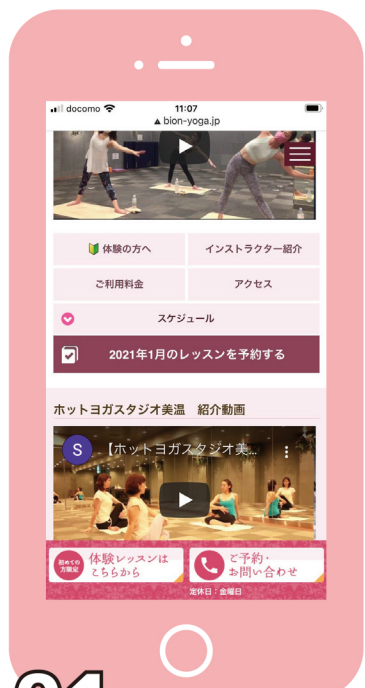 docomo 11:07
bion-yoga.jp
体験の方へ
インストラクター紹介
ご利用料金
アクセス
スケジュール
2021年1月のレッスンを予約する
ホットヨガスタジオ美温 紹介動画
S 【ホットヨガスタジオ美...
初めての方限定 体験レッスンはこちらから
ご予約・お問い合わせ
定休日:金曜日